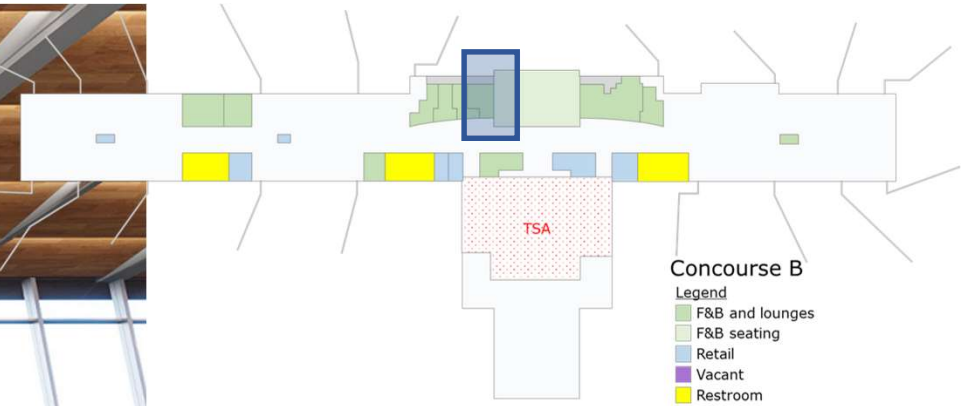 TSA
Concourse B
Legend
F&B and lounges
F&B seating
Retail
Vacant
Restroom